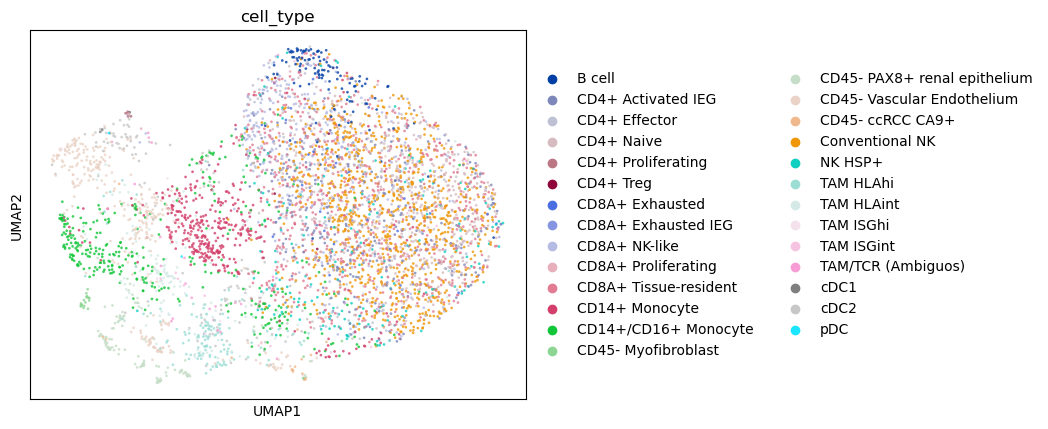 cell_type
UMAP2
UMAP1
B cell
CD4+ Activated IEG
CD4+ Effector
CD4+ Naive
CD4+ Proliferating
CD4+ Treg
CD8A+ Exhausted
CD8A+ Exhausted IEG
CD8A+ NK-like
CD8A+ Proliferating
CD8A+ Tissue-resident
CD14+ Monocyte
CD14+/CD16+ Monocyte
CD45- Myofibroblast
CD45- PAX8+ renal epithelium
CD45- Vascular Endothelium
CD45- ccRCC CA9+
Conventional NK
NK HSP+
TAM HLAhi
TAM HLAint
TAM ISGhi
TAM ISGint
TAM/TCR (Ambiguos)
cDC1
cDC2
pDC